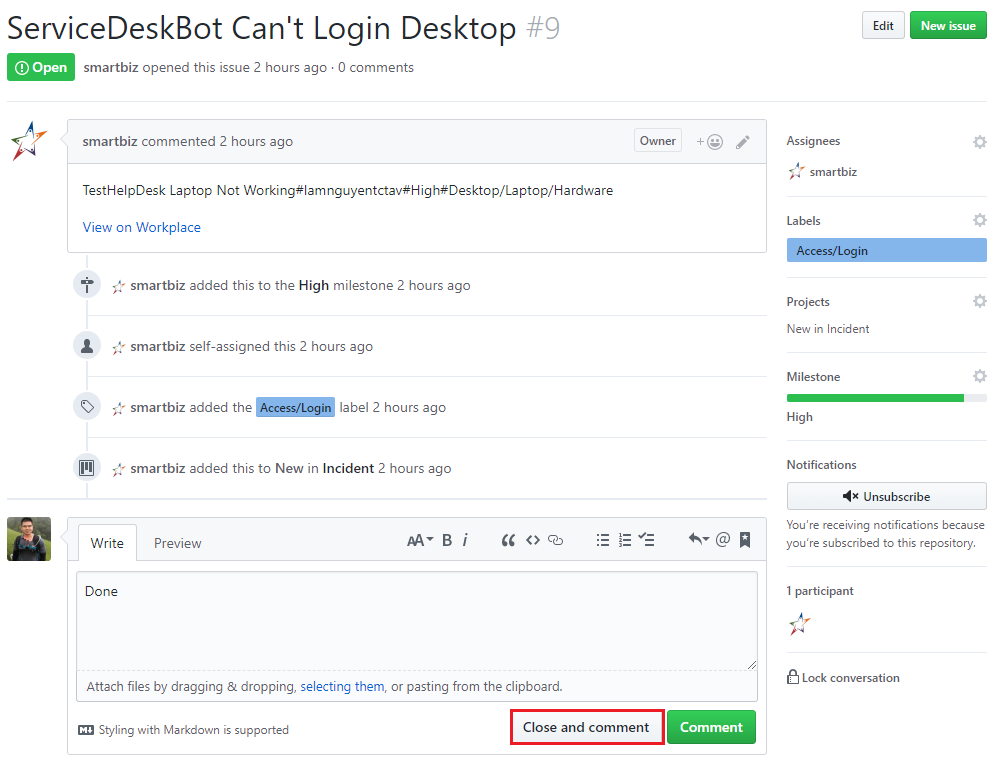 ServiceDeskBot Can't Login Desktop #9
Edit
New issue
Open
smartbiz opened this issue 2 hours ago · 0 comments
smartbiz commented 2 hours ago
Owner
TestHelpDesk Laptop Not Working#lamnguyentctav#High#Desktop/Laptop/Hardware
View on Workplace
smartbiz added this to the High milestone 2 hours ago
smartbiz self-assigned this 2 hours ago
smartbiz added the Access/Login label 2 hours ago
smartbiz added this to New in Incident 2 hours ago
Write
Preview
AA B i
Done
Attach files by dragging & dropping, selecting them, or pasting from the clipboard.
Styling with Markdown is supported
Close and comment
Comment
Assignees
smartbiz
Labels
Access/Login
Projects
New in Incident
Milestone
High
Notifications
Unsubscribe
You're receiving notifications because
you're subscribed to this repository.
1 participant
Lock conversation